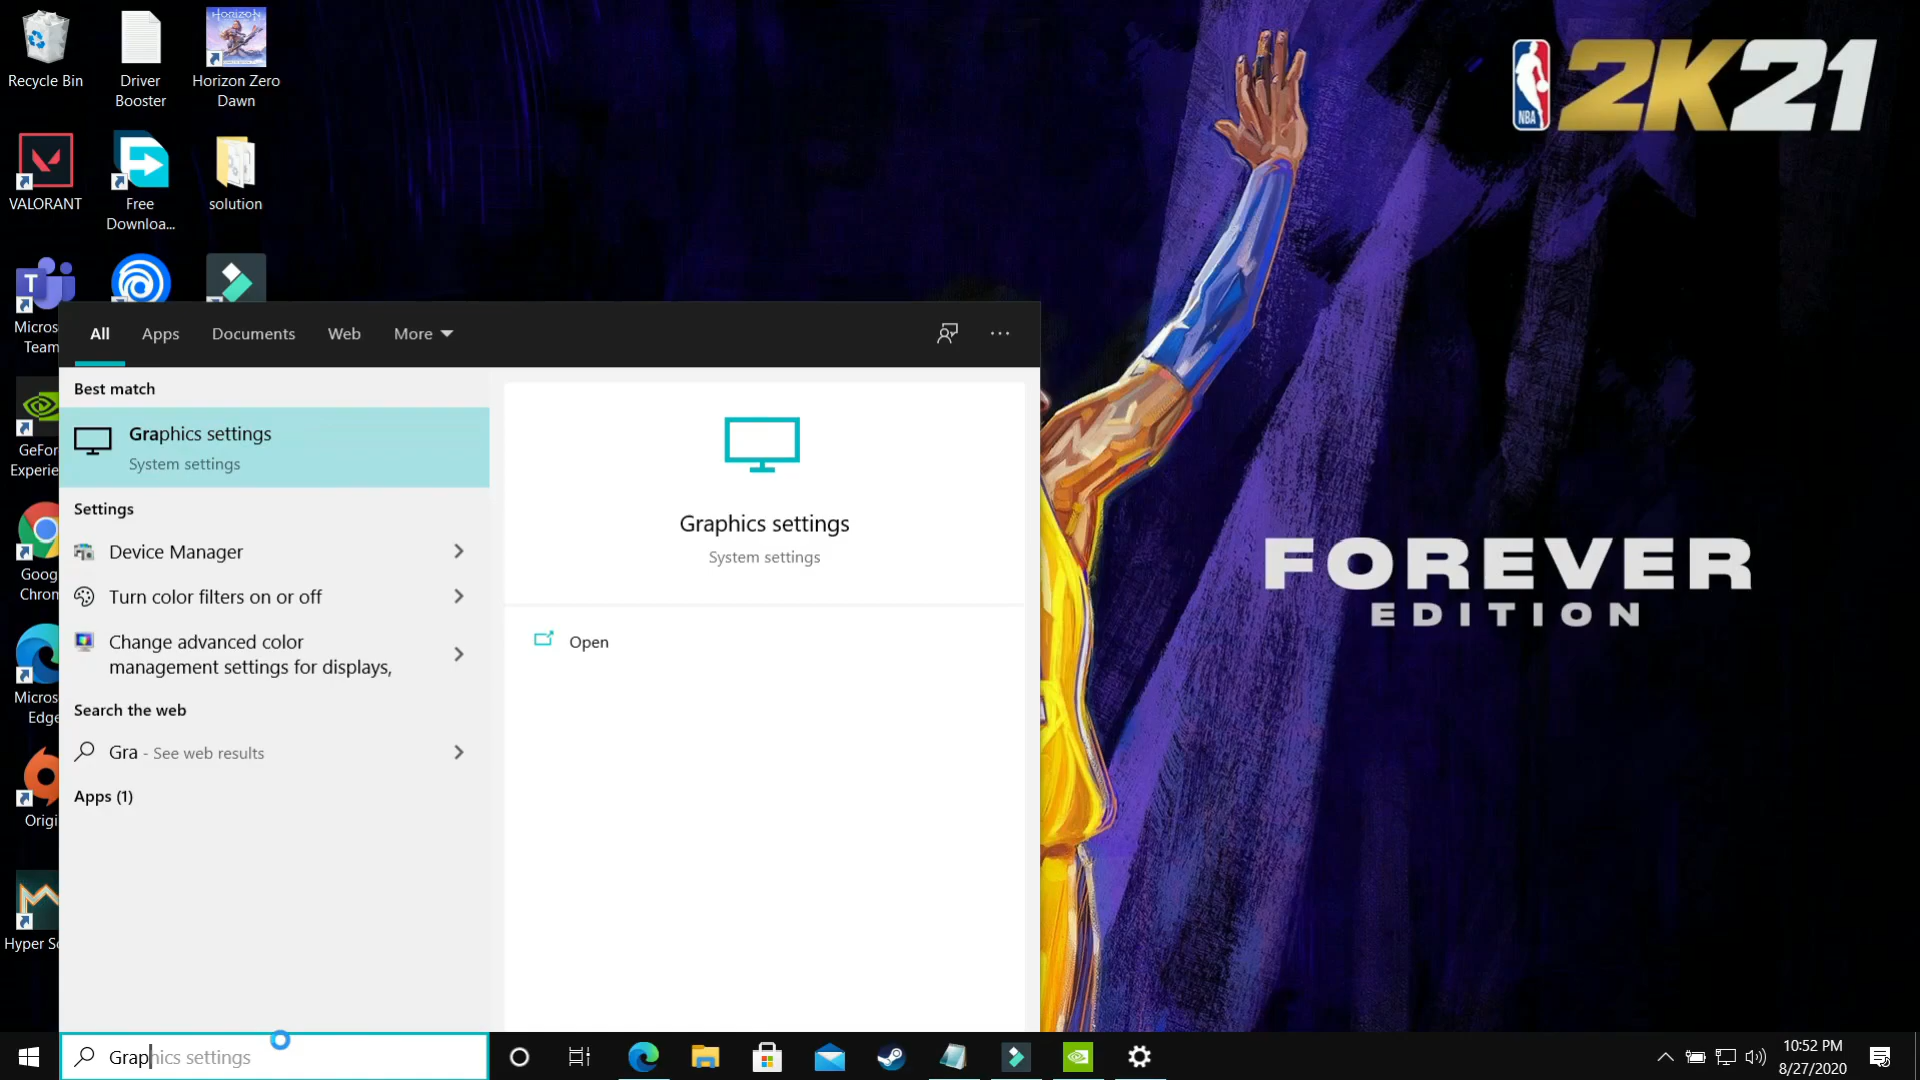 Recycle Bin
Driver
Booster
HORIZON
Horizon Zero
Dawn
VALORANT
Free
Downloa...
solution
T
Micros
Team
GeFor
Experie
Goog
Chrom
Micros
Edge
Origi
Hyper Sc
NBA
2K21
FOREVER
EDITION
All
Apps
Documents
Web
More
Best match
Graphics settings
System settings
Settings
Device Manager
Turn color filters on or off
Change advanced color
management settings for displays,
Search the web
Gra - See web results
Apps (1)
Graphics settings
System settings
Open
Graphics settings
10:52 PM
8/27/2020